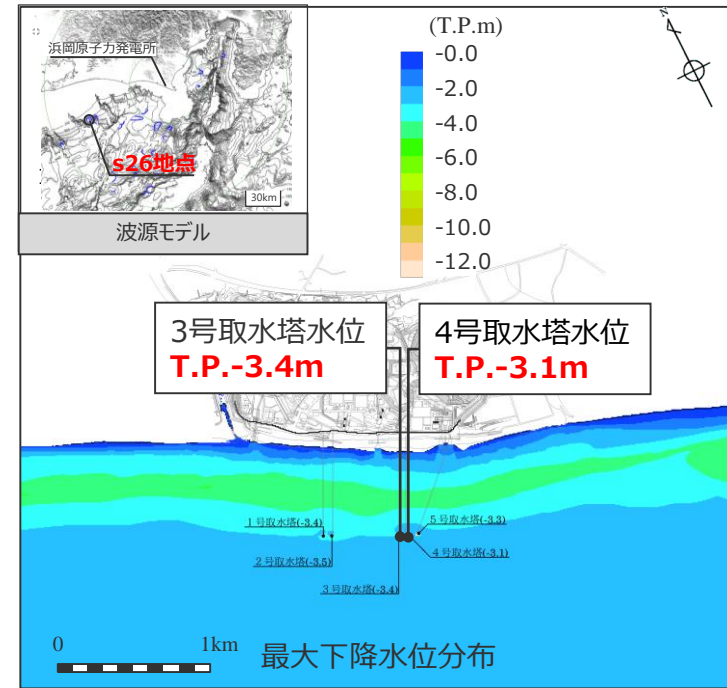 浜岡原子力発電所
s26地点
30km
波源モデル
(T.P.m)
-0.0
-2.0
-4.0
-6.0
-8.0
-10.0
-12.0
N
3号取水塔水位
T.P.-3.4m
4号取水塔水位
T.P.-3.1m
1号取水塔(-3.4)
5号取水塔(-3.3)
2号取水塔(-3.5)
4号取水塔(-3.1)
3号取水塔(-3.4)
0 1km
最大下降水位分布